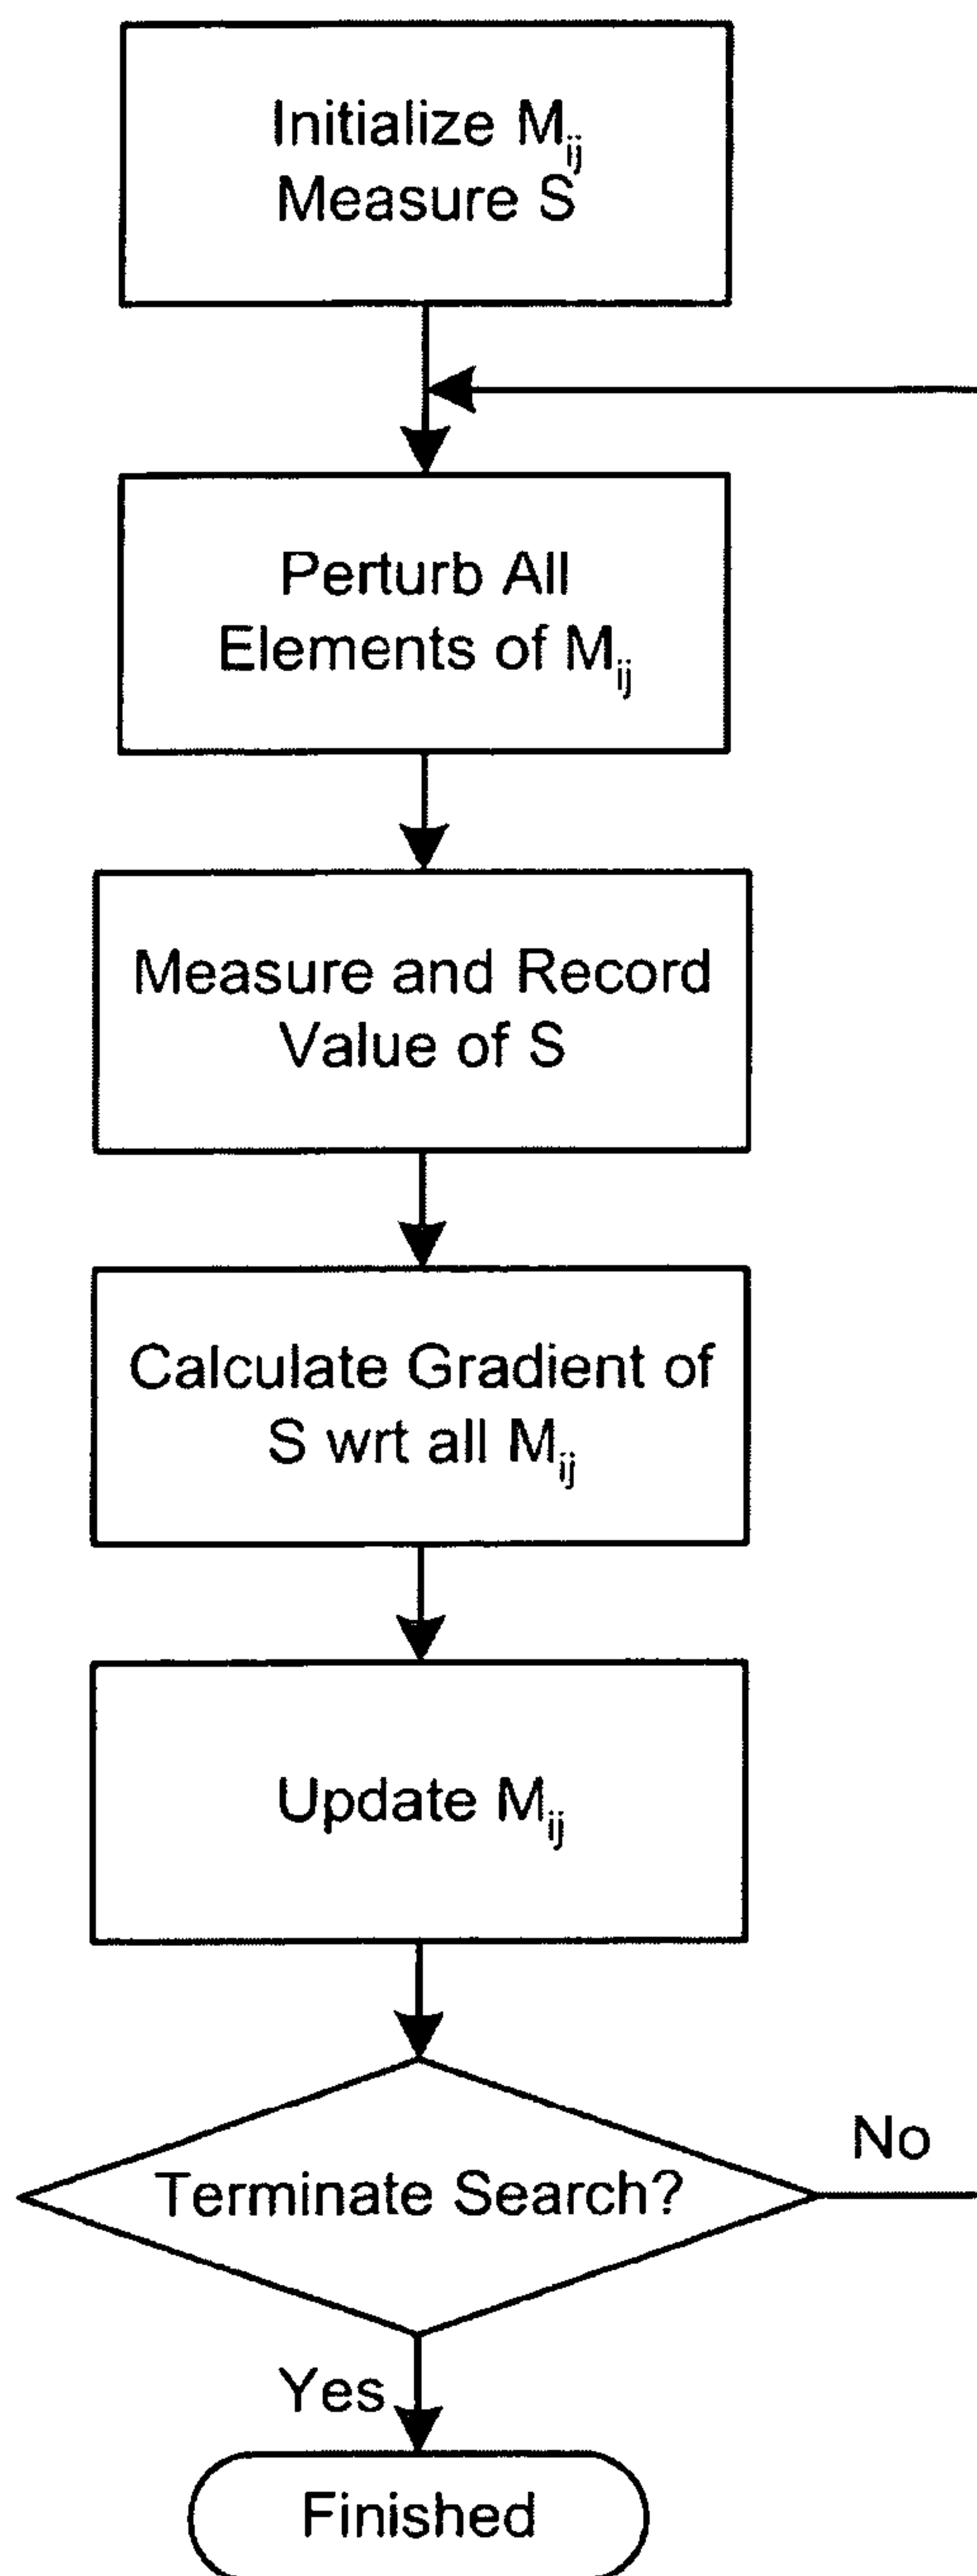 Initialize M_ij
Measure S
Perturb All
Elements of M_ij
Measure and Record
Value of S
Calculate Gradient of
S wrt all M_ij
Update M_ij
Terminate Search?
No
Yes
Finished